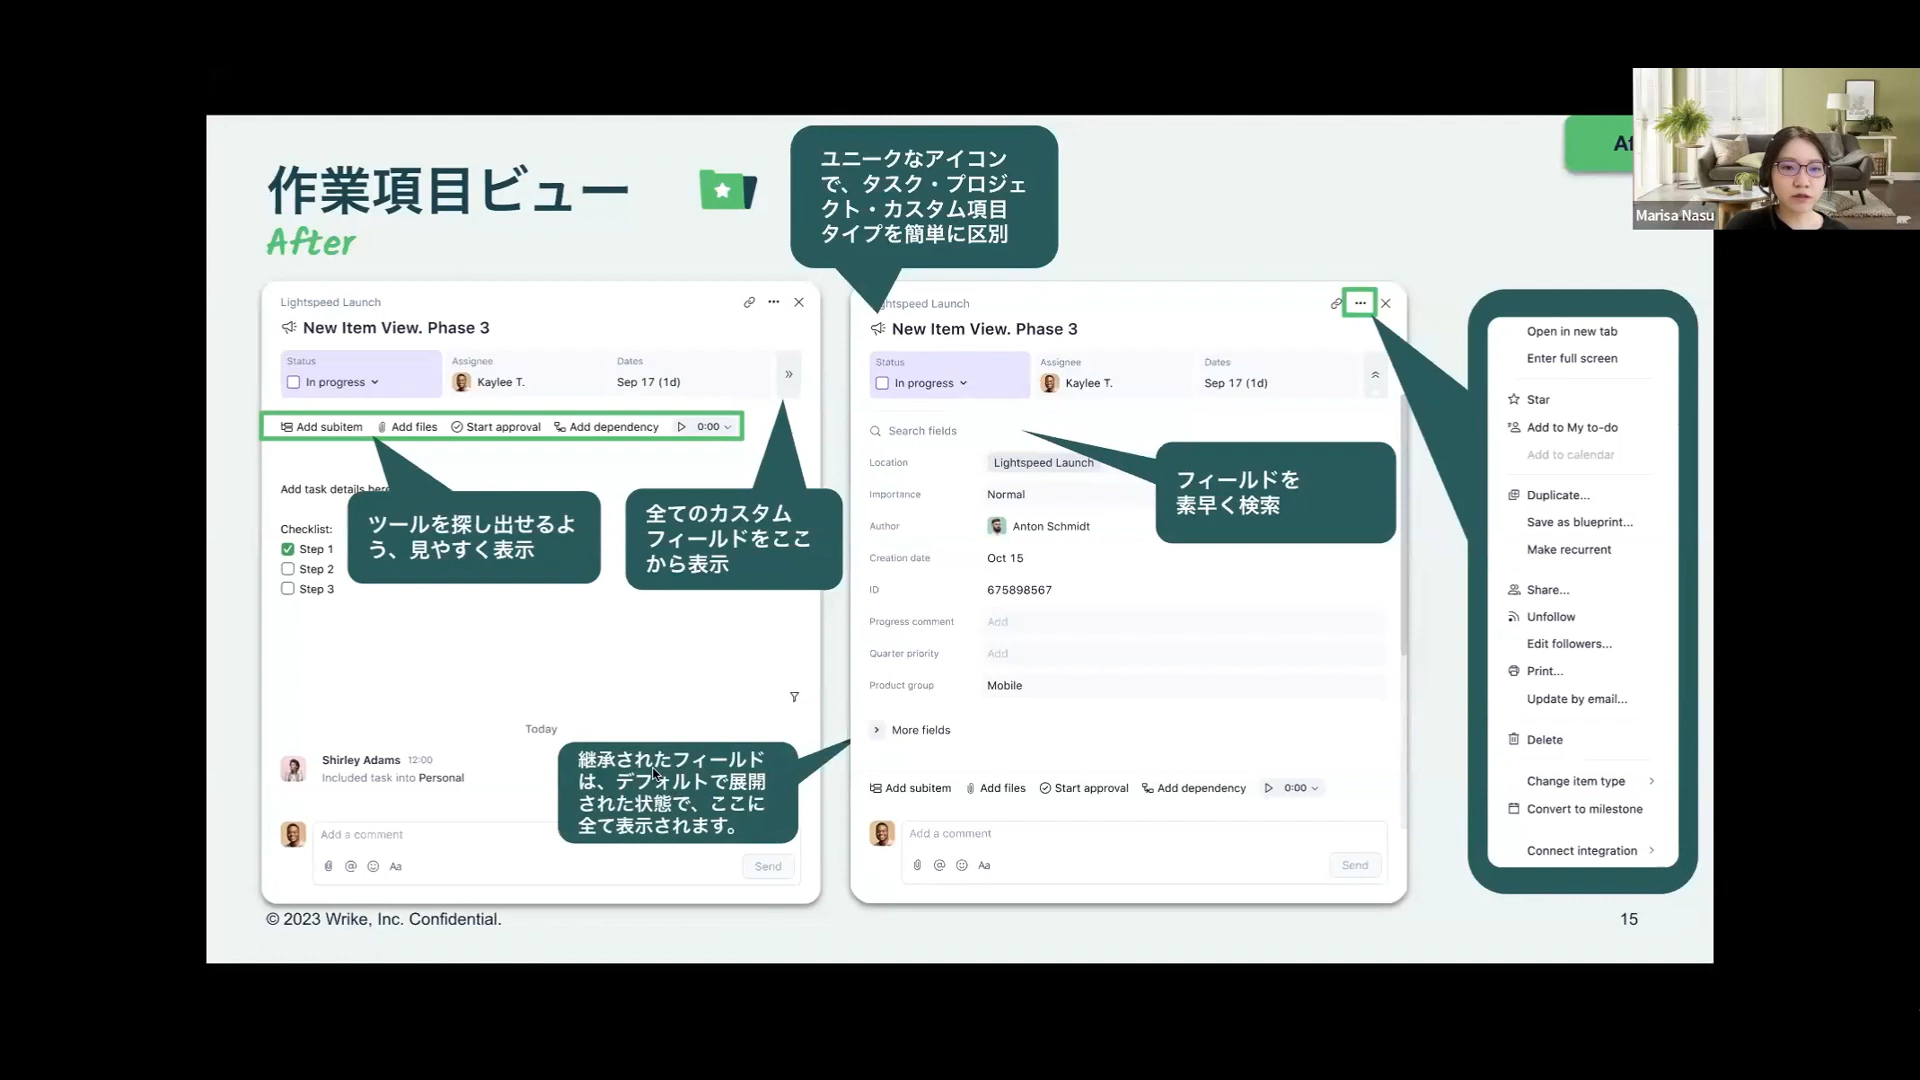 作業項目ビュー
After
ユニークなアイコン
で、タスク・プロジェ
クト・カスタム項目
タイプを簡単に区別
Marisa Nasu
Lightspeed Launch
New Item View. Phase 3
Status
In progress
Assignee
Kaylee T.
Dates
Sep 17 (1d)
Add subitem
Add files
Start approval
Add dependency
0:00
Add task details here
Checklist:
Step 1
Step 2
Step 3
ツールを探し出せるよ
う、見やすく表示
全てのカスタム
フィールドをここ
から表示
Today
Shirley Adams 12:00
Included task into Personal
継承されたフィールド
は、デフォルトで展開
された状態で、ここに
全て表示されます。
Add a comment
Aa
Send
ghtspeed Launch
New Item View. Phase 3
Status
In progress
Assignee
Kaylee T.
Dates
Sep 17 (1d)
Search fields
Location Lightspeed Launch
Importance Normal
Author Anton Schmidt
Creation date Oct 15
ID 675898567
Progress comment Add
Quarter priority Add
Product group Mobile
More fields
フィールドを
素早く検索
Add subitem
Add files
Start approval
Add dependency
0:00
Add a comment
Aa
Send
Open in new tab
Enter full screen
Star
Add to My to-do
Add to calendar
Duplicate...
Save as blueprint...
Make recurrent
Share...
Unfollow
Edit followers...
Print...
Update by email...
Delete
Change item type
Convert to milestone
Connect integration
© 2023 Wrike, Inc. Confidential.
15